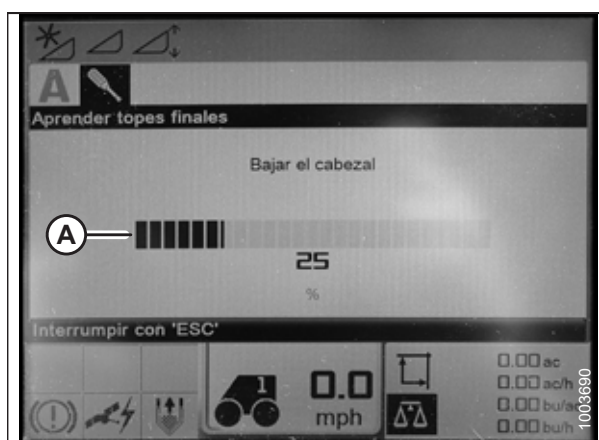 A
Aprender topes finales
Bajar el cabezal
A
25
%
Interrumpir con 'ESC'
1
0.0
mph
0.00 ac
0.00 ac/h
0.00 bu/ac
0.00 bu/h
1003690